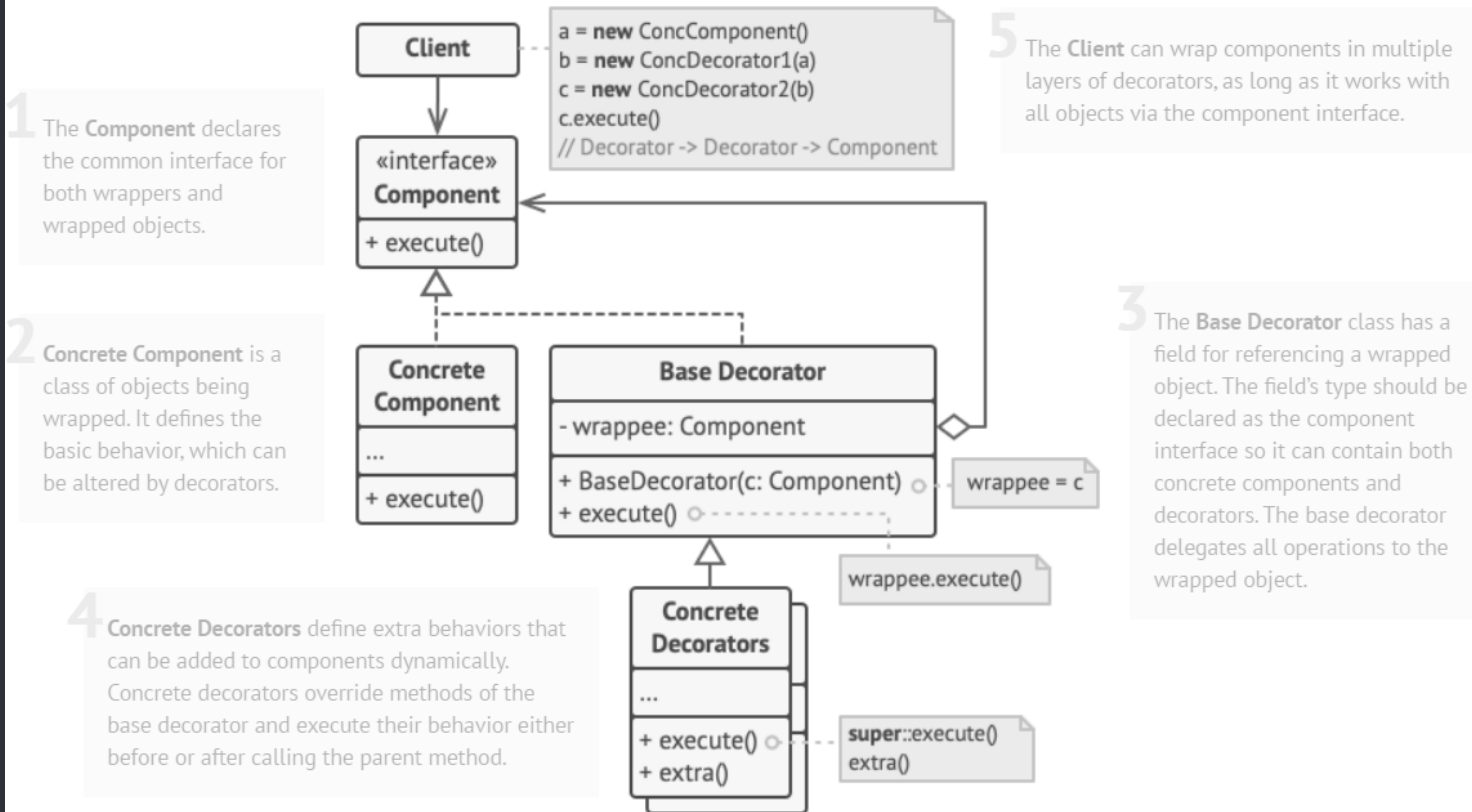 Client
a = new ConcComponent()
b = new ConcDecorator1(a)
c = new ConcDecorator2(b)
c.execute()
// Decorator -> Decorator -> Component
5
The Client can wrap components in multiple
layers of decorators, as long as it works with
all objects via the component interface.
1
The Component declares
the common interface for
both wrappers and
wrapped objects.
«interface»
Component
+ execute()
2
Concrete Component is a
class of objects being
wrapped. It defines the
basic behavior, which can
be altered by decorators.
Concrete
Component
...
+ execute()
Base Decorator
- wrappee: Component
+ BaseDecorator(c: Component)
+ execute()
wrappee = c
wrappee.execute()
3
The Base Decorator class has a
field for referencing a wrapped
object. The field's type should be
declared as the component
interface so it can contain both
concrete components and
decorators. The base decorator
delegates all operations to the
wrapped object.
4
Concrete Decorators define extra behaviors that
can be added to components dynamically.
Concrete decorators override methods of the
base decorator and execute their behavior either
before or after calling the parent method.
Concrete
Decorators
...
+ execute()
+ extra()
super::execute()
extra()